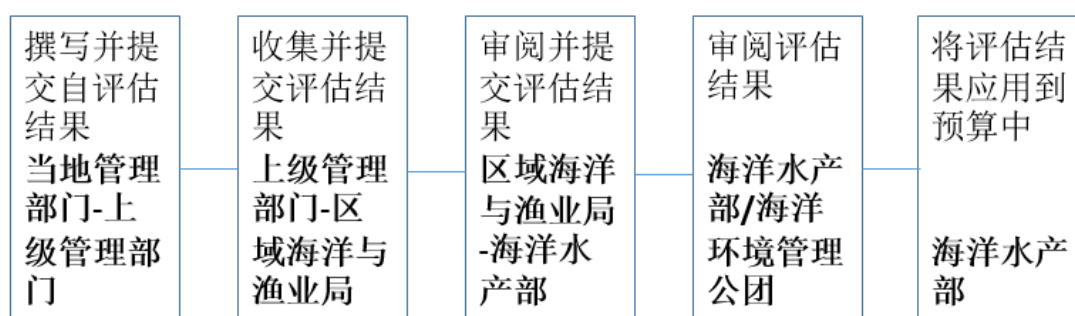 撰写并提
交自评估
结果
当地管理
部门-上
级管理部
门
收集并提
交评估结
果
上级管理
部门-区
域海洋与
渔业局
审阅并提
交评估结
果
区域海洋
与渔业局
-海洋水
产部
审阅评估
结果
海洋水产
部/海洋
环境管理
公团
将评估结
果应用到
预算中
海洋水产
部